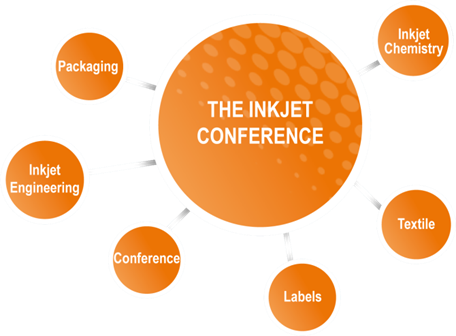 Inkjet
Chemistry
Packaging
THE INKJET
CONFERENCE
Inkjet
Engineering
Textile
Conference
Labels